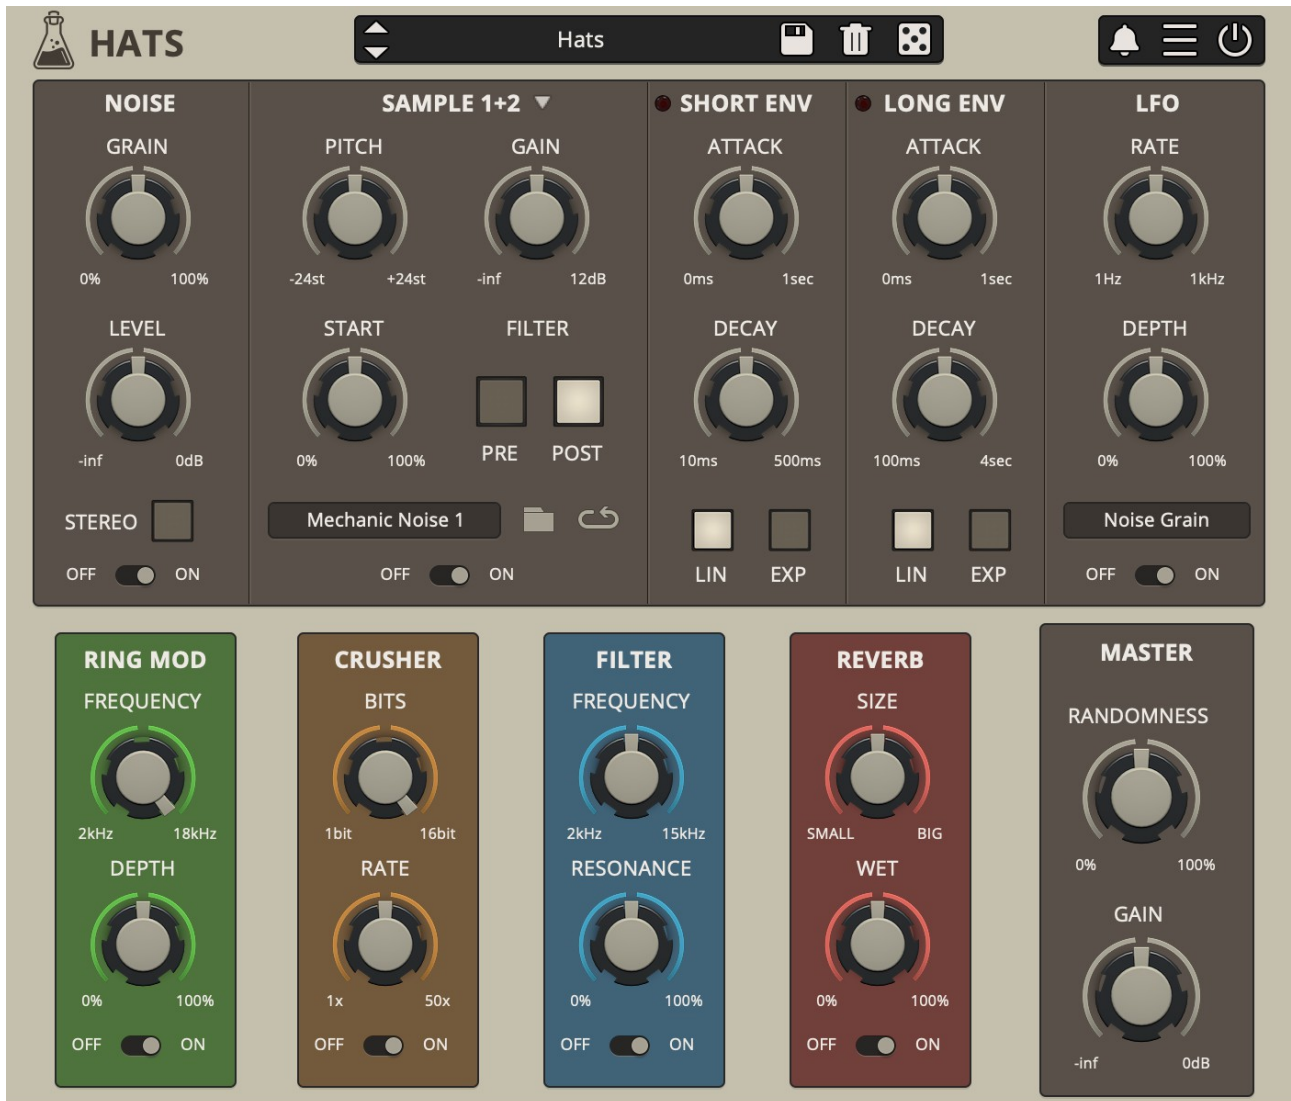 HATS
Hats
NOISE
GRAIN
0% 100%
LEVEL
-inf 0dB
STEREO
OFF ON
SAMPLE 1+2
PITCH GAIN
-24st +24st -inf 12dB
START FILTER
0% 100%
PRE POST
Mechanic Noise 1
OFF ON
SHORT ENV
ATTACK
0ms 1sec
DECAY
10ms 500ms
LIN EXP
LONG ENV
ATTACK
0ms 1sec
DECAY
100ms 4sec
LIN EXP
LFO
RATE
1Hz 1kHz
DEPTH
0% 100%
Noise Grain
OFF ON
RING MOD
FREQUENCY
2kHz 18kHz
DEPTH
0% 100%
OFF ON
CRUSHER
BITS
1bit 16bit
RATE
1x 50x
OFF ON
FILTER
FREQUENCY
2kHz 15kHz
RESONANCE
0% 100%
OFF ON
REVERB
SIZE
SMALL BIG
WET
0% 100%
OFF ON
MASTER
RANDOMNESS
0% 100%
GAIN
-inf 0dB